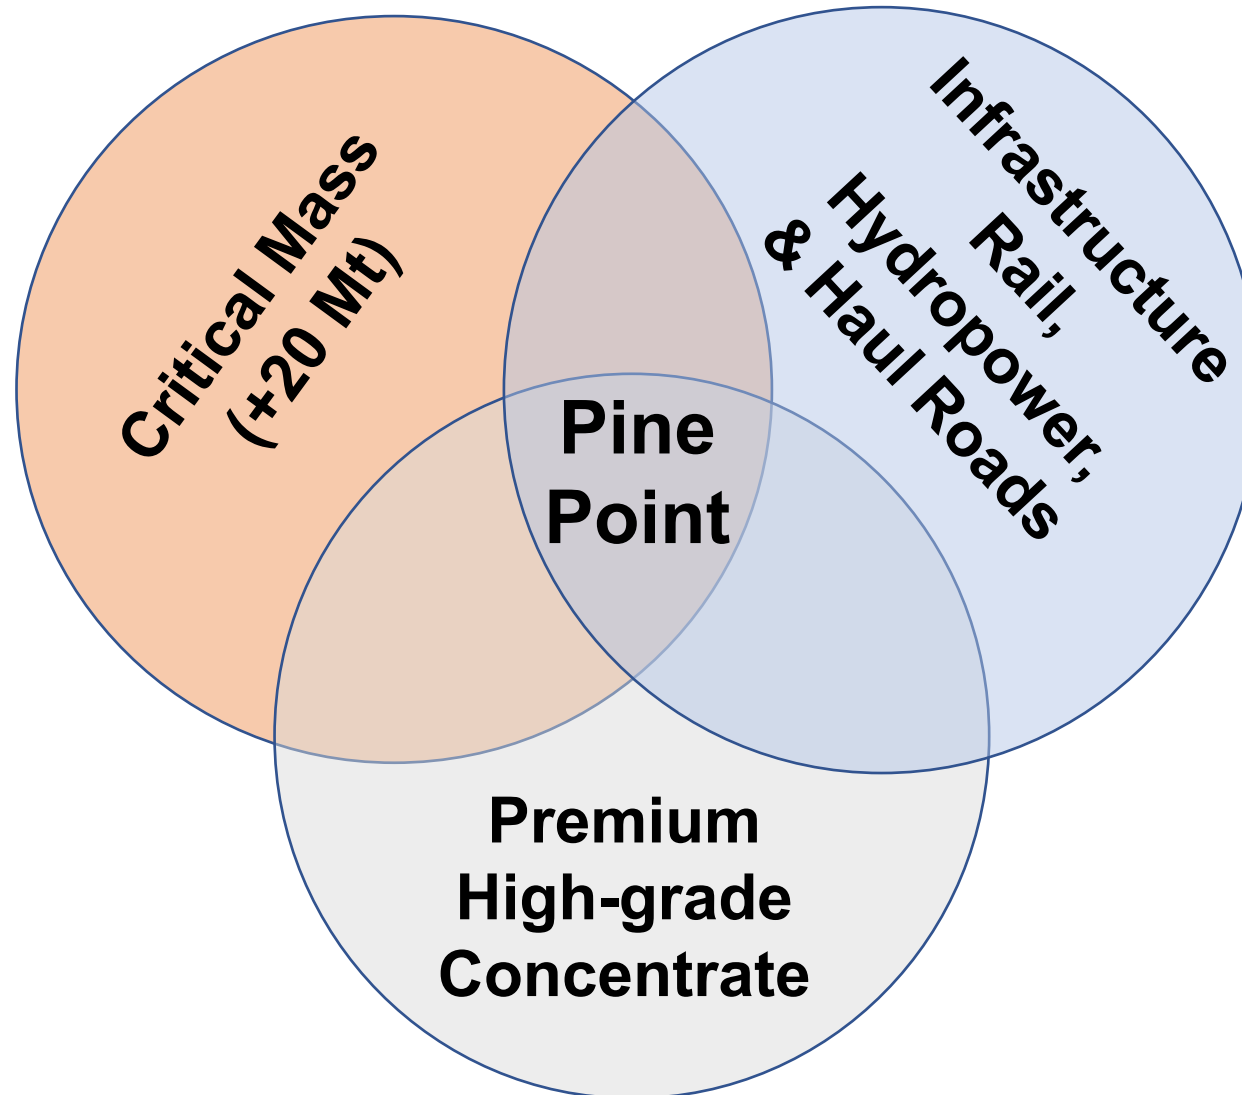 Critical Mass
(+20 Mt)
Infrastructure
Rail,
Hydropower,
& Haul Roads
Pine
Point
Premium
High-grade
Concentrate